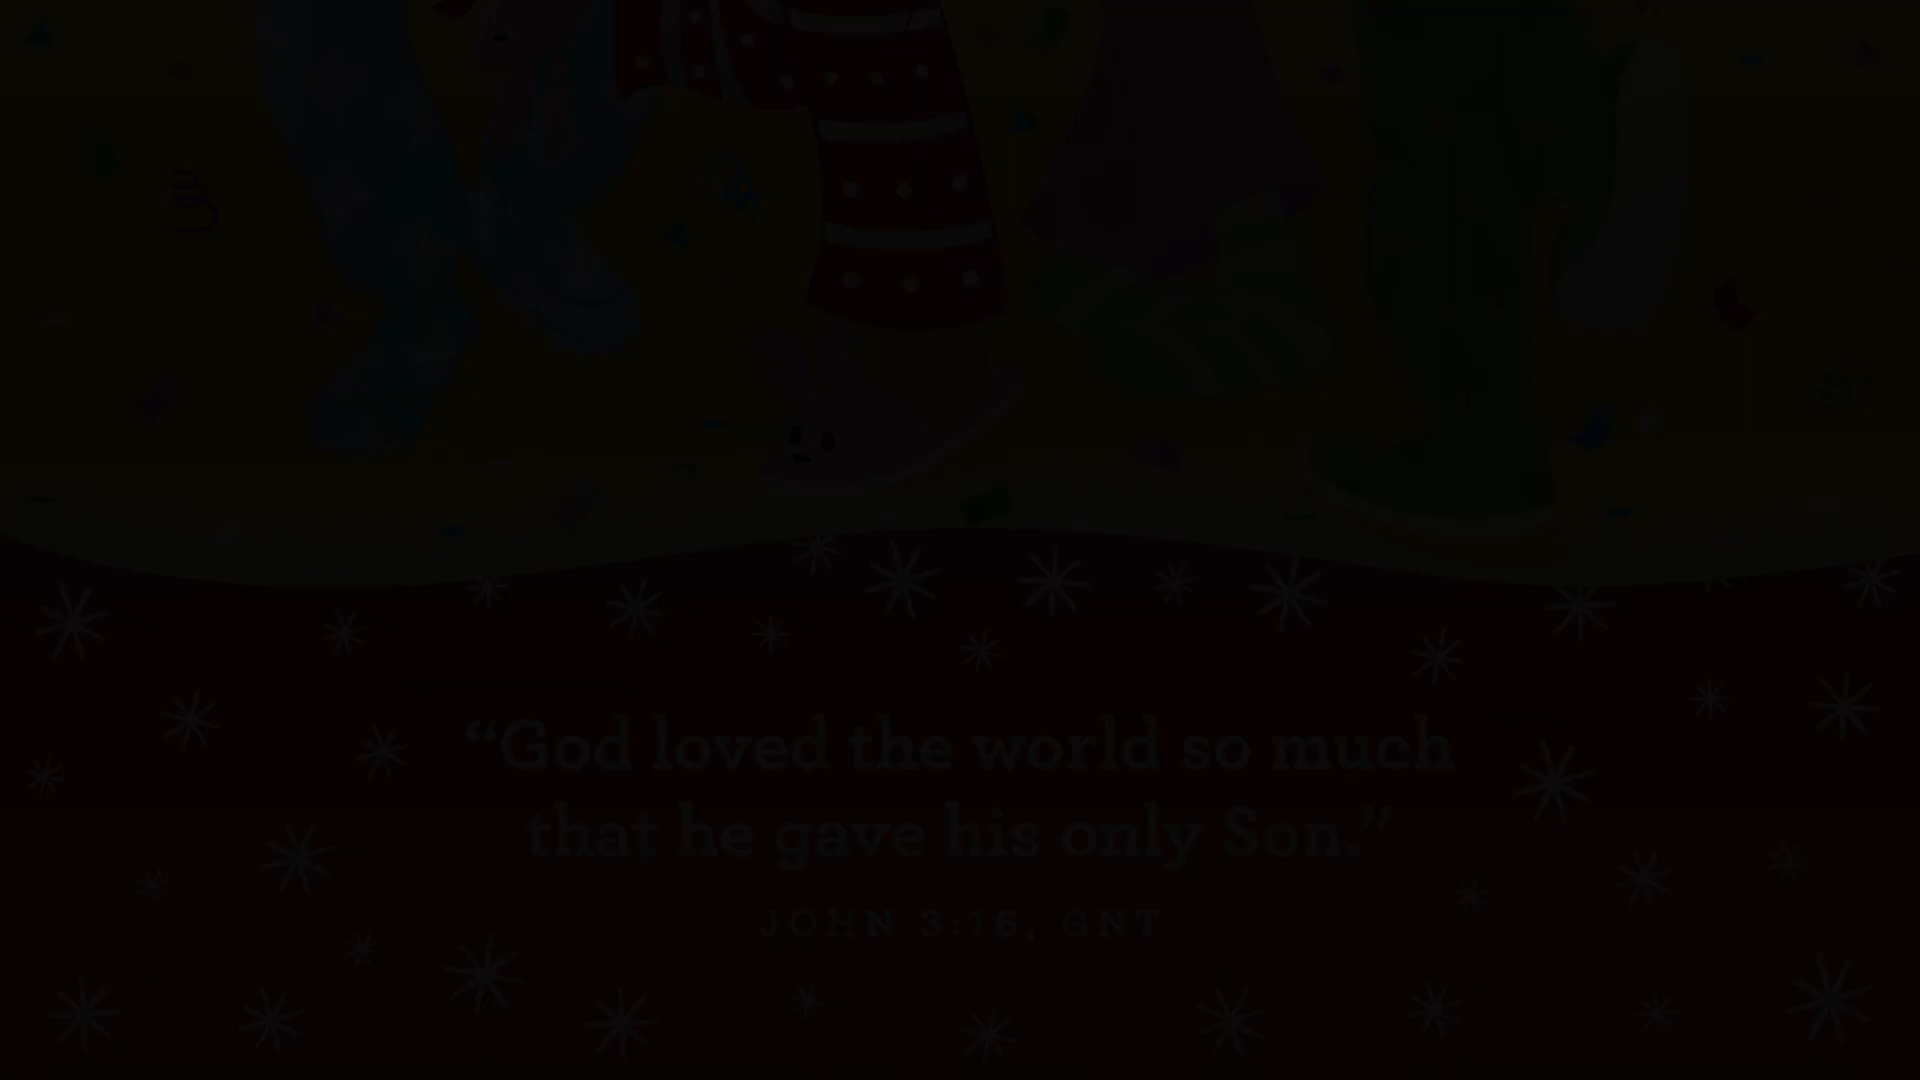 “God loved the world so much
that he gave his only Son.”
JOHN 3:16, GNT